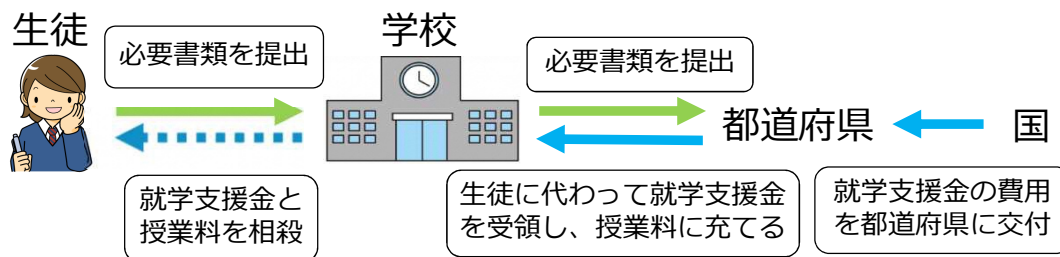 生徒
必要書類を提出
学校
必要書類を提出
都道府県
国
就学支援金と
授業料を相殺
生徒に代わって就学支援金
を受領し、授業料に充てる
就学支援金の費用
を都道府県に交付